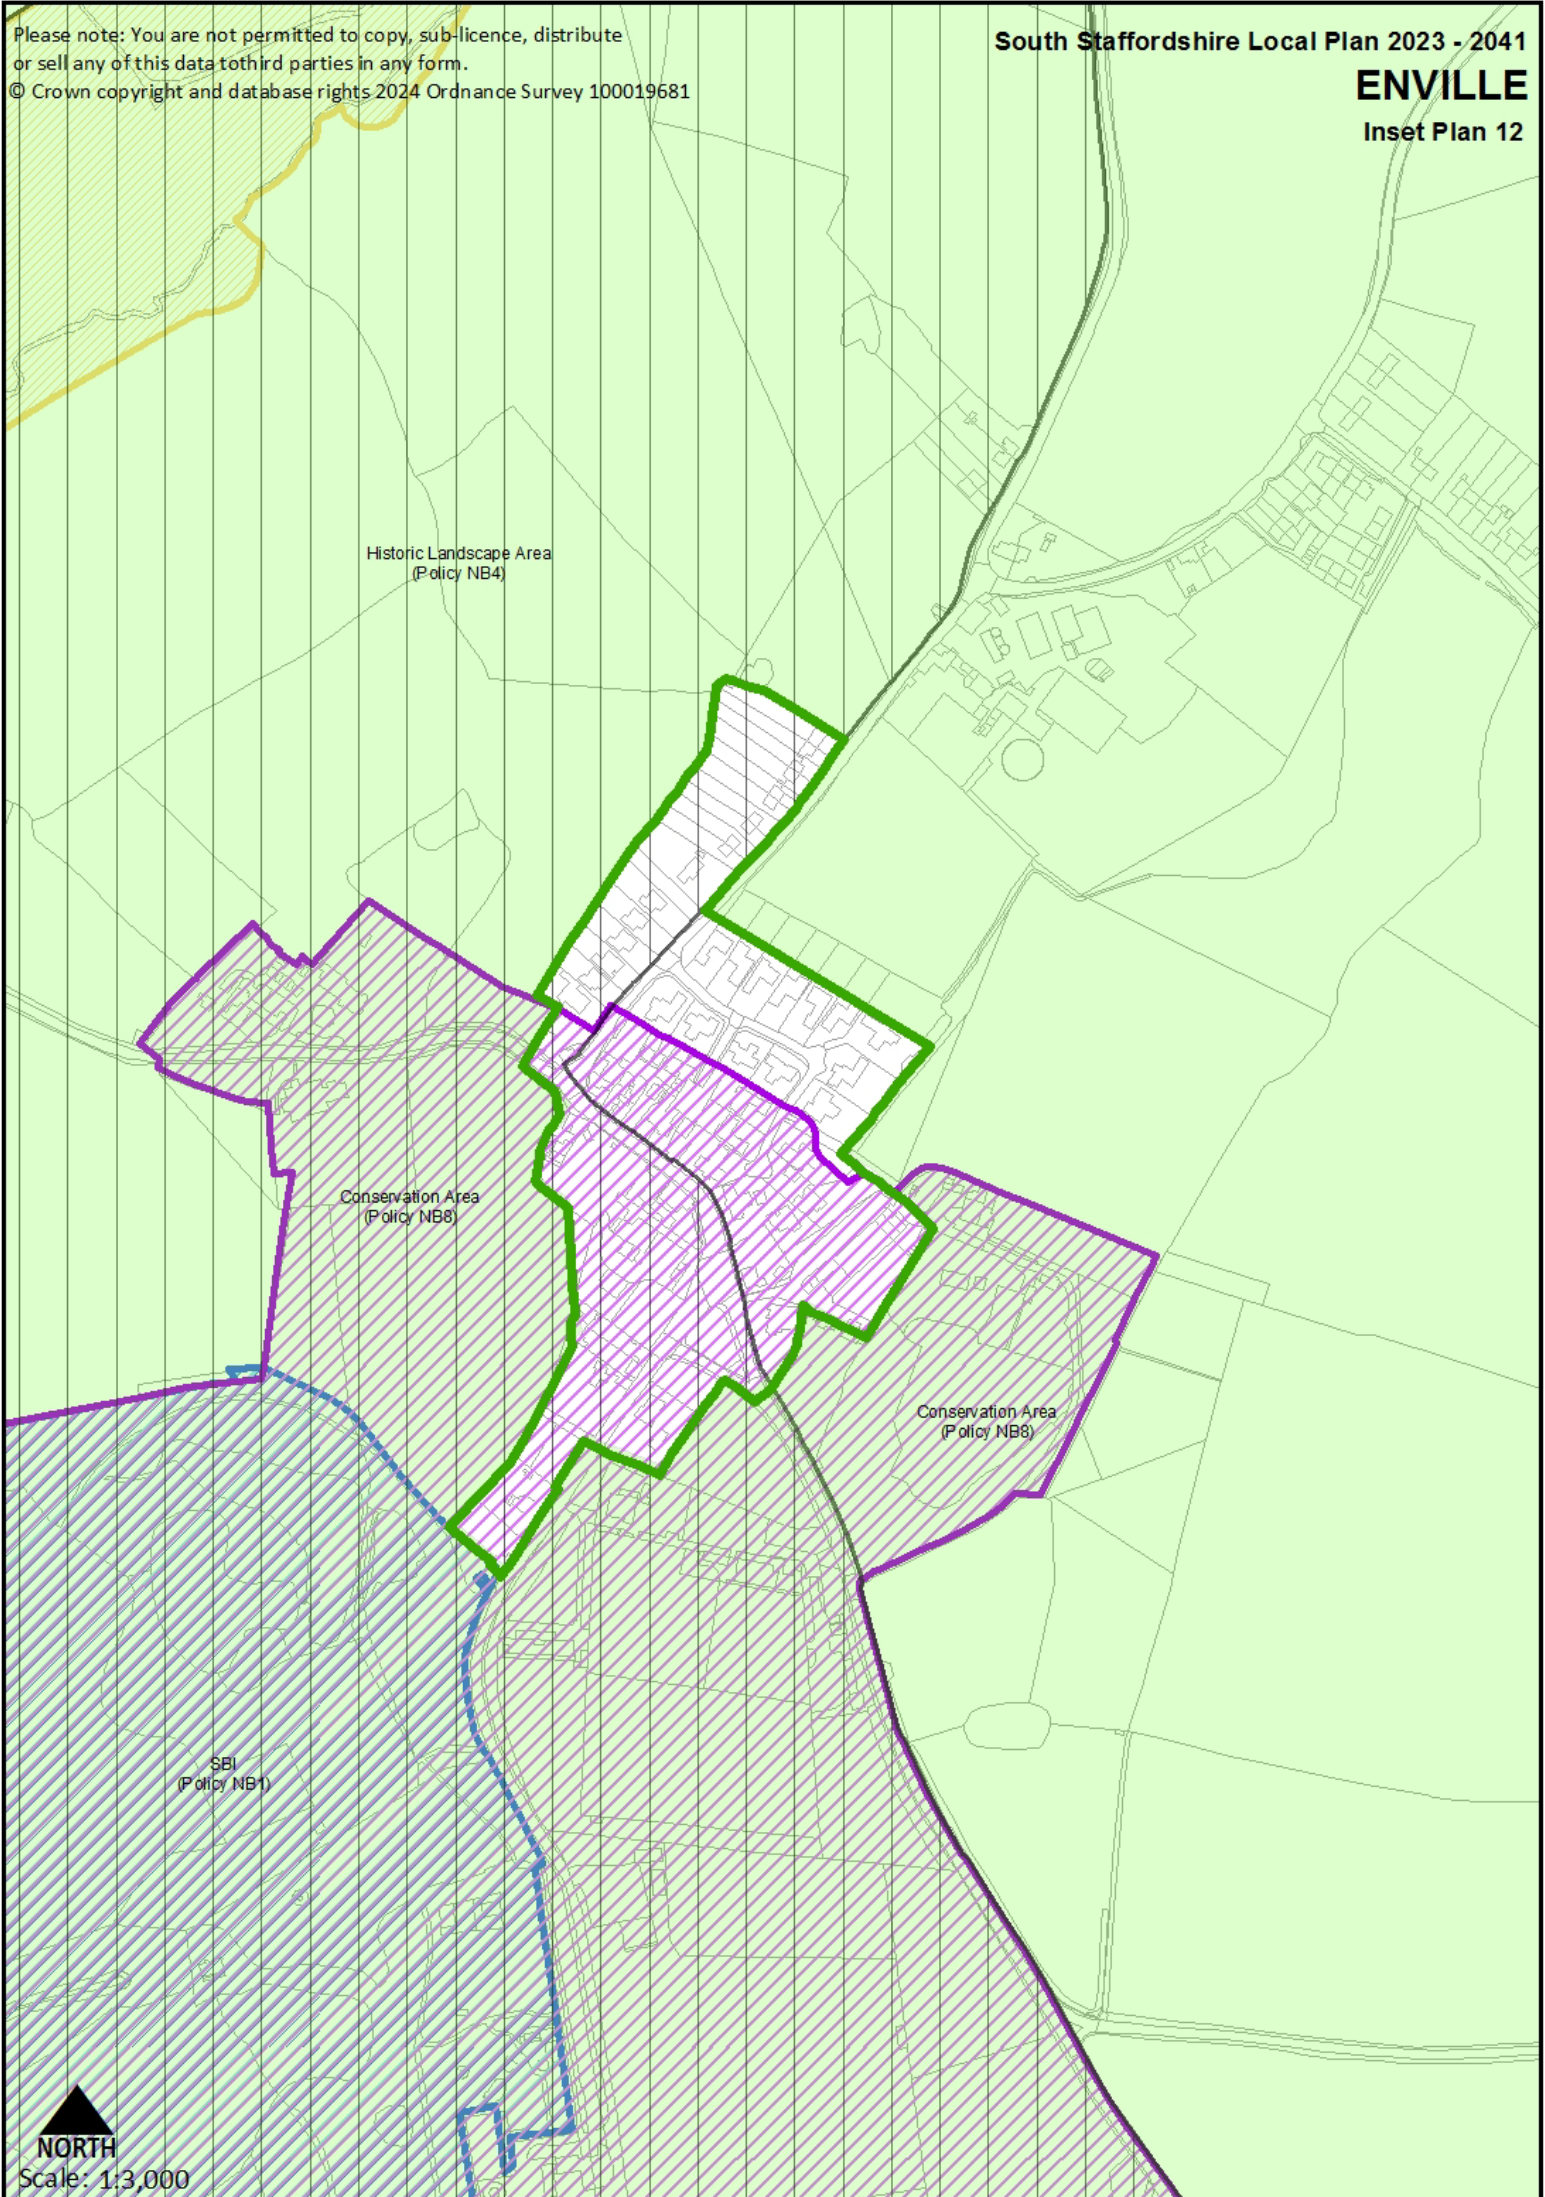 Please note: You are not permitted to copy, sub-licence, distribute
or sell any of this data tothird parties in any form.
© Crown copyright and database rights 2024 Ordnance Survey 100019681
South Staffordshire Local Plan 2023 - 2041
ENVILLE
Inset Plan 12
Historic Landscape Area
(Policy NB4)
Conservation Area
(Policy NB8)
Conservation Area
(Policy NB8)
SBI
(Policy NB1)
NORTH
Scale: 1:3,000